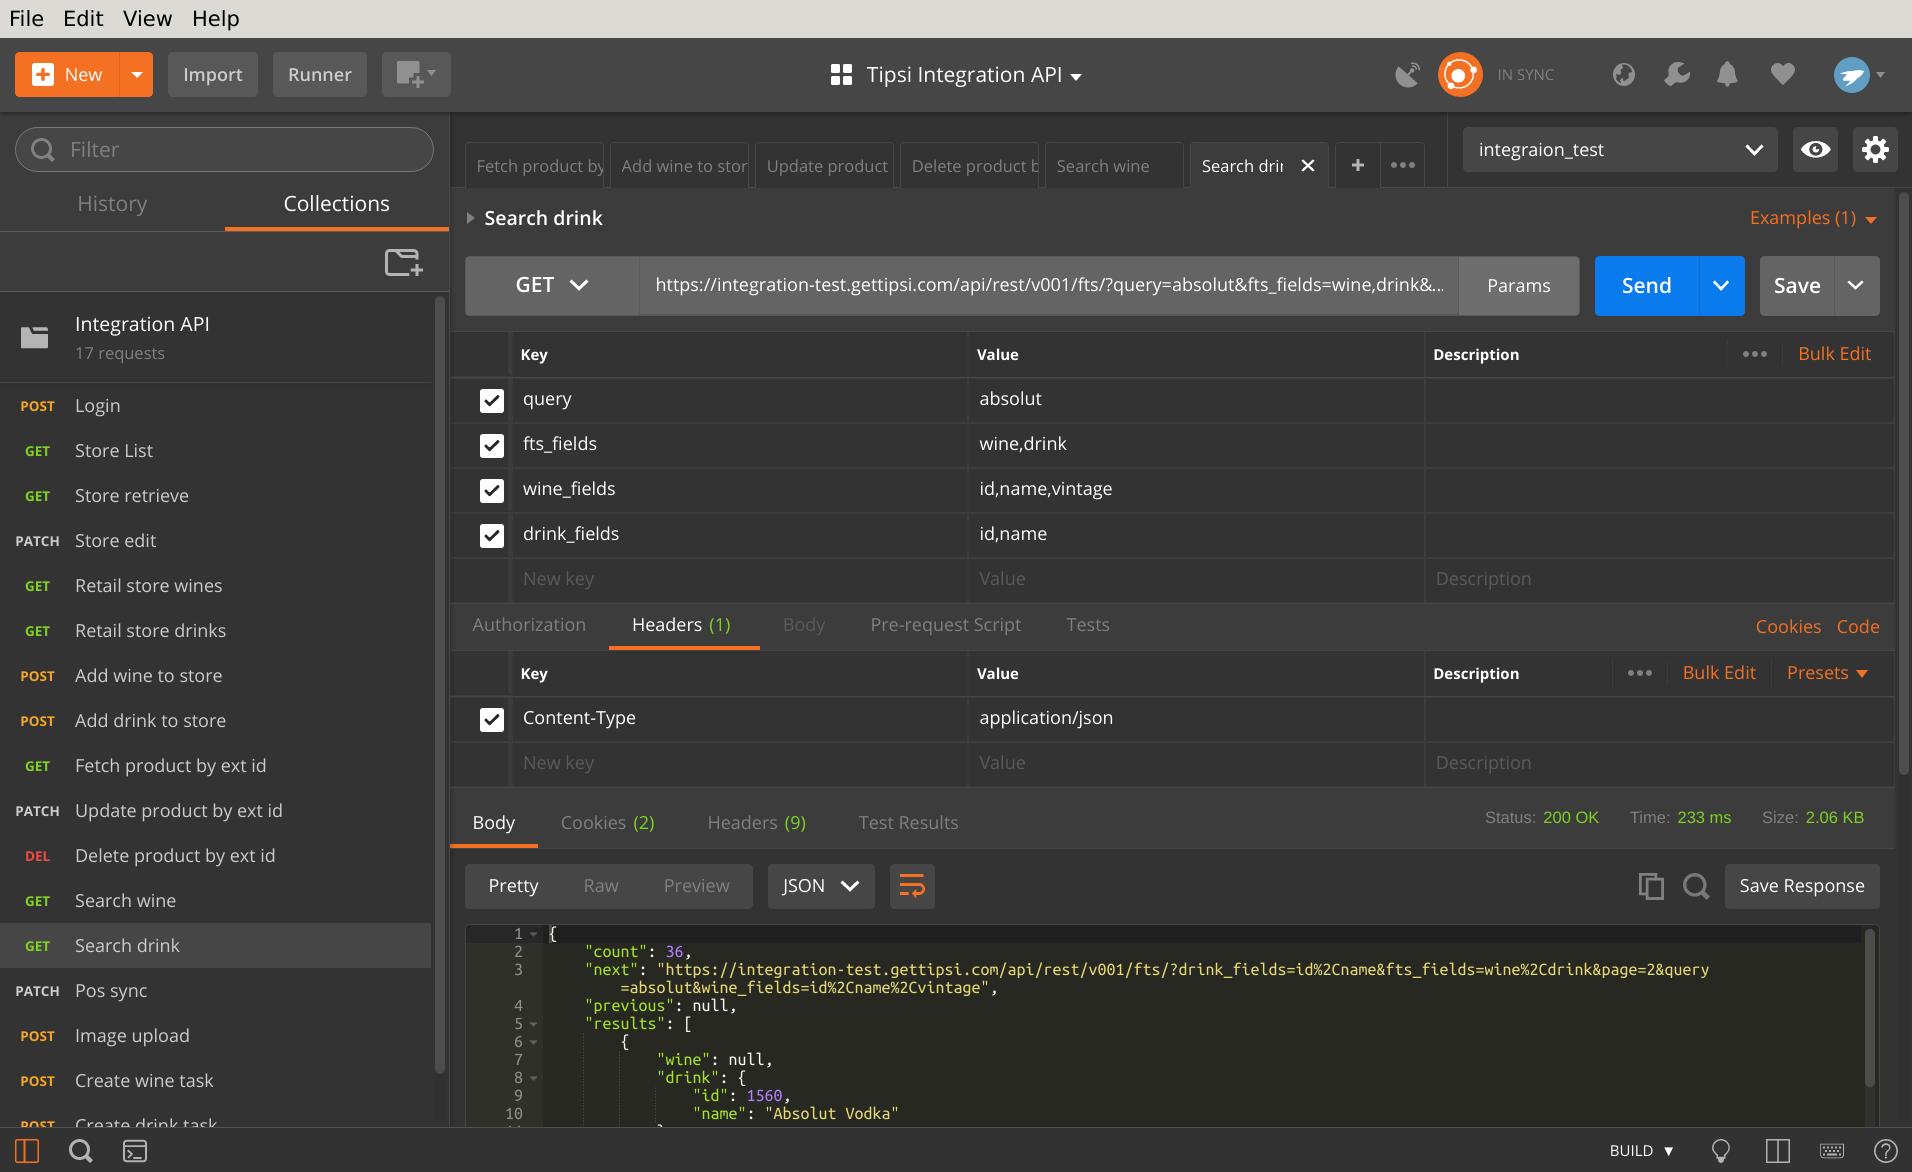 File Edit View Help
New Import Runner Tipsi Integration API IN SYNC
Filter
History Collections
Integration API
17 requests
POST Login
GET Store List
GET Store retrieve
PATCH Store edit
GET Retail store wines
GET Retail store drinks
POST Add wine to store
POST Add drink to store
GET Fetch product by ext id
PATCH Update product by ext id
DEL Delete product by ext id
GET Search wine
GET Search drink
PATCH Pos sync
POST Image upload
POST Create wine task
POST Create drink task
Fetch product by Add wine to stor Update product Delete product b Search wine Search drin + •••
integraion_test
Search drink
Examples (1)
GET https://integration-test.gettipsi.com/api/rest/v001/fts/?query=absolut&fts_fields=wine,drink&... Params Send Save
Key Value Description ••• Bulk Edit
query absolut
fts_fields wine,drink
wine_fields id,name,vintage
drink_fields id,name
New key Value Description
Authorization Headers (1) Body Pre-request Script Tests Cookies Code
Key Value Description ••• Bulk Edit Presets
Content-Type application/json
New key Value Description
Body Cookies (2) Headers (9) Test Results Status: 200 OK Time: 233 ms Size: 2.06 KB
Pretty Raw Preview JSON Save Response
1 {
2 "count": 36,
3 "next": "https://integration-test.gettipsi.com/api/rest/v001/fts/?drink_fields=id%2Cname&fts_fields=wine%2Cdrink&page=2&query
=absolut&wine_fields=id%2Cname%2Cvintage",
4 "previous": null,
5 "results": [
6 {
7 "wine": null,
8 "drink": {
9 "id": 1560,
10 "name": "Absolut Vodka"
BUILD